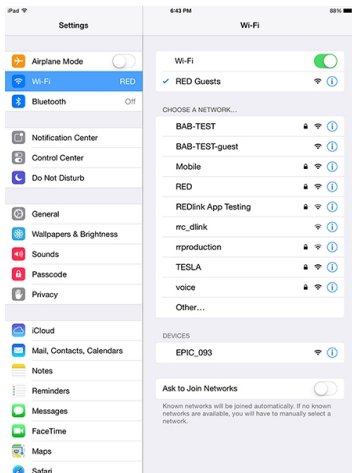 iPad 6:43 PM 88%
Settings
Wi-Fi
Airplane Mode
Wi-Fi RED
Bluetooth Off
Notification Center
Control Center
Do Not Disturb
General
Wallpapers & Brightness
Sounds
Passcode
Privacy
iCloud
Mail, Contacts, Calendars
Notes
Reminders
Messages
FaceTime
Maps
Safari
Wi-Fi
RED Guests
CHOOSE A NETWORK...
BAB-TEST
BAB-TEST-guest
Mobile
RED
REDlink App Testing
rrc_dlink
rrproduction
TESLA
voice
Other...
DEVICES
EPIC_093
Ask to Join Networks
Known networks will be joined automatically. If no known
networks are available, you will have to manually select a
network.